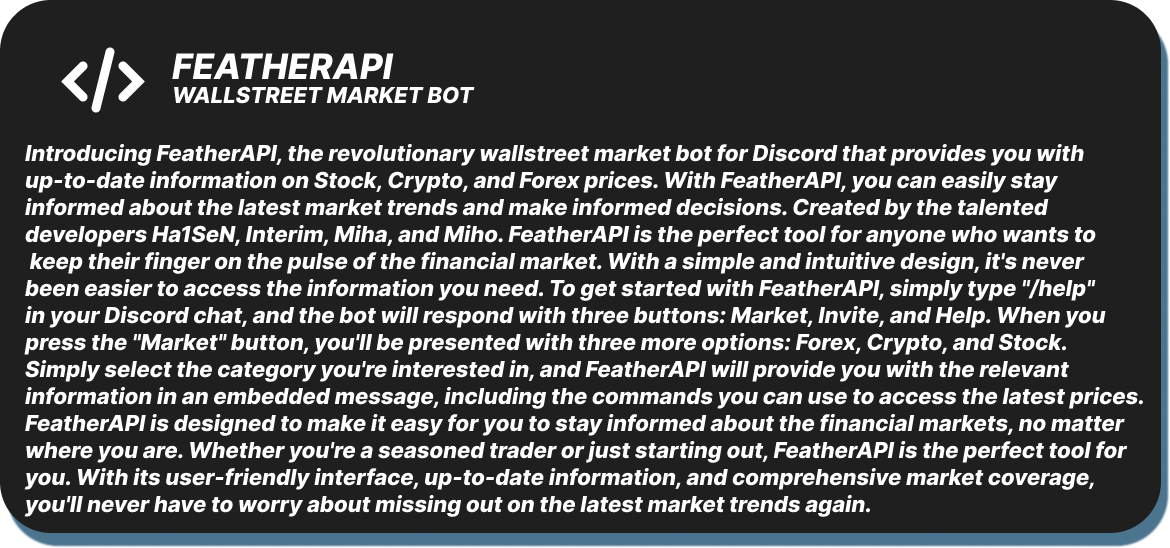 </>
FEATHERAPI
WALLSTREET MARKET BOT
Introducing FeatherAPI, the revolutionary wallstreet market bot for Discord that provides you with
up-to-date information on Stock, Crypto, and Forex prices. With FeatherAPI, you can easily stay
informed about the latest market trends and make informed decisions. Created by the talented
developers Ha1SeN, Interim, Miha, and Miho. FeatherAPI is the perfect tool for anyone who wants to
keep their finger on the pulse of the financial market. With a simple and intuitive design, it's never
been easier to access the information you need. To get started with FeatherAPI, simply type "/help"
in your Discord chat, and the bot will respond with three buttons: Market, Invite, and Help. When you
press the "Market" button, you'll be presented with three more options: Forex, Crypto, and Stock.
Simply select the category you're interested in, and FeatherAPI will provide you with the relevant
information in an embedded message, including the commands you can use to access the latest prices.
FeatherAPI is designed to make it easy for you to stay informed about the financial markets, no matter
where you are. Whether you're a seasoned trader or just starting out, FeatherAPI is the perfect tool for
you. With its user-friendly interface, up-to-date information, and comprehensive market coverage,
you'll never have to worry about missing out on the latest market trends again.